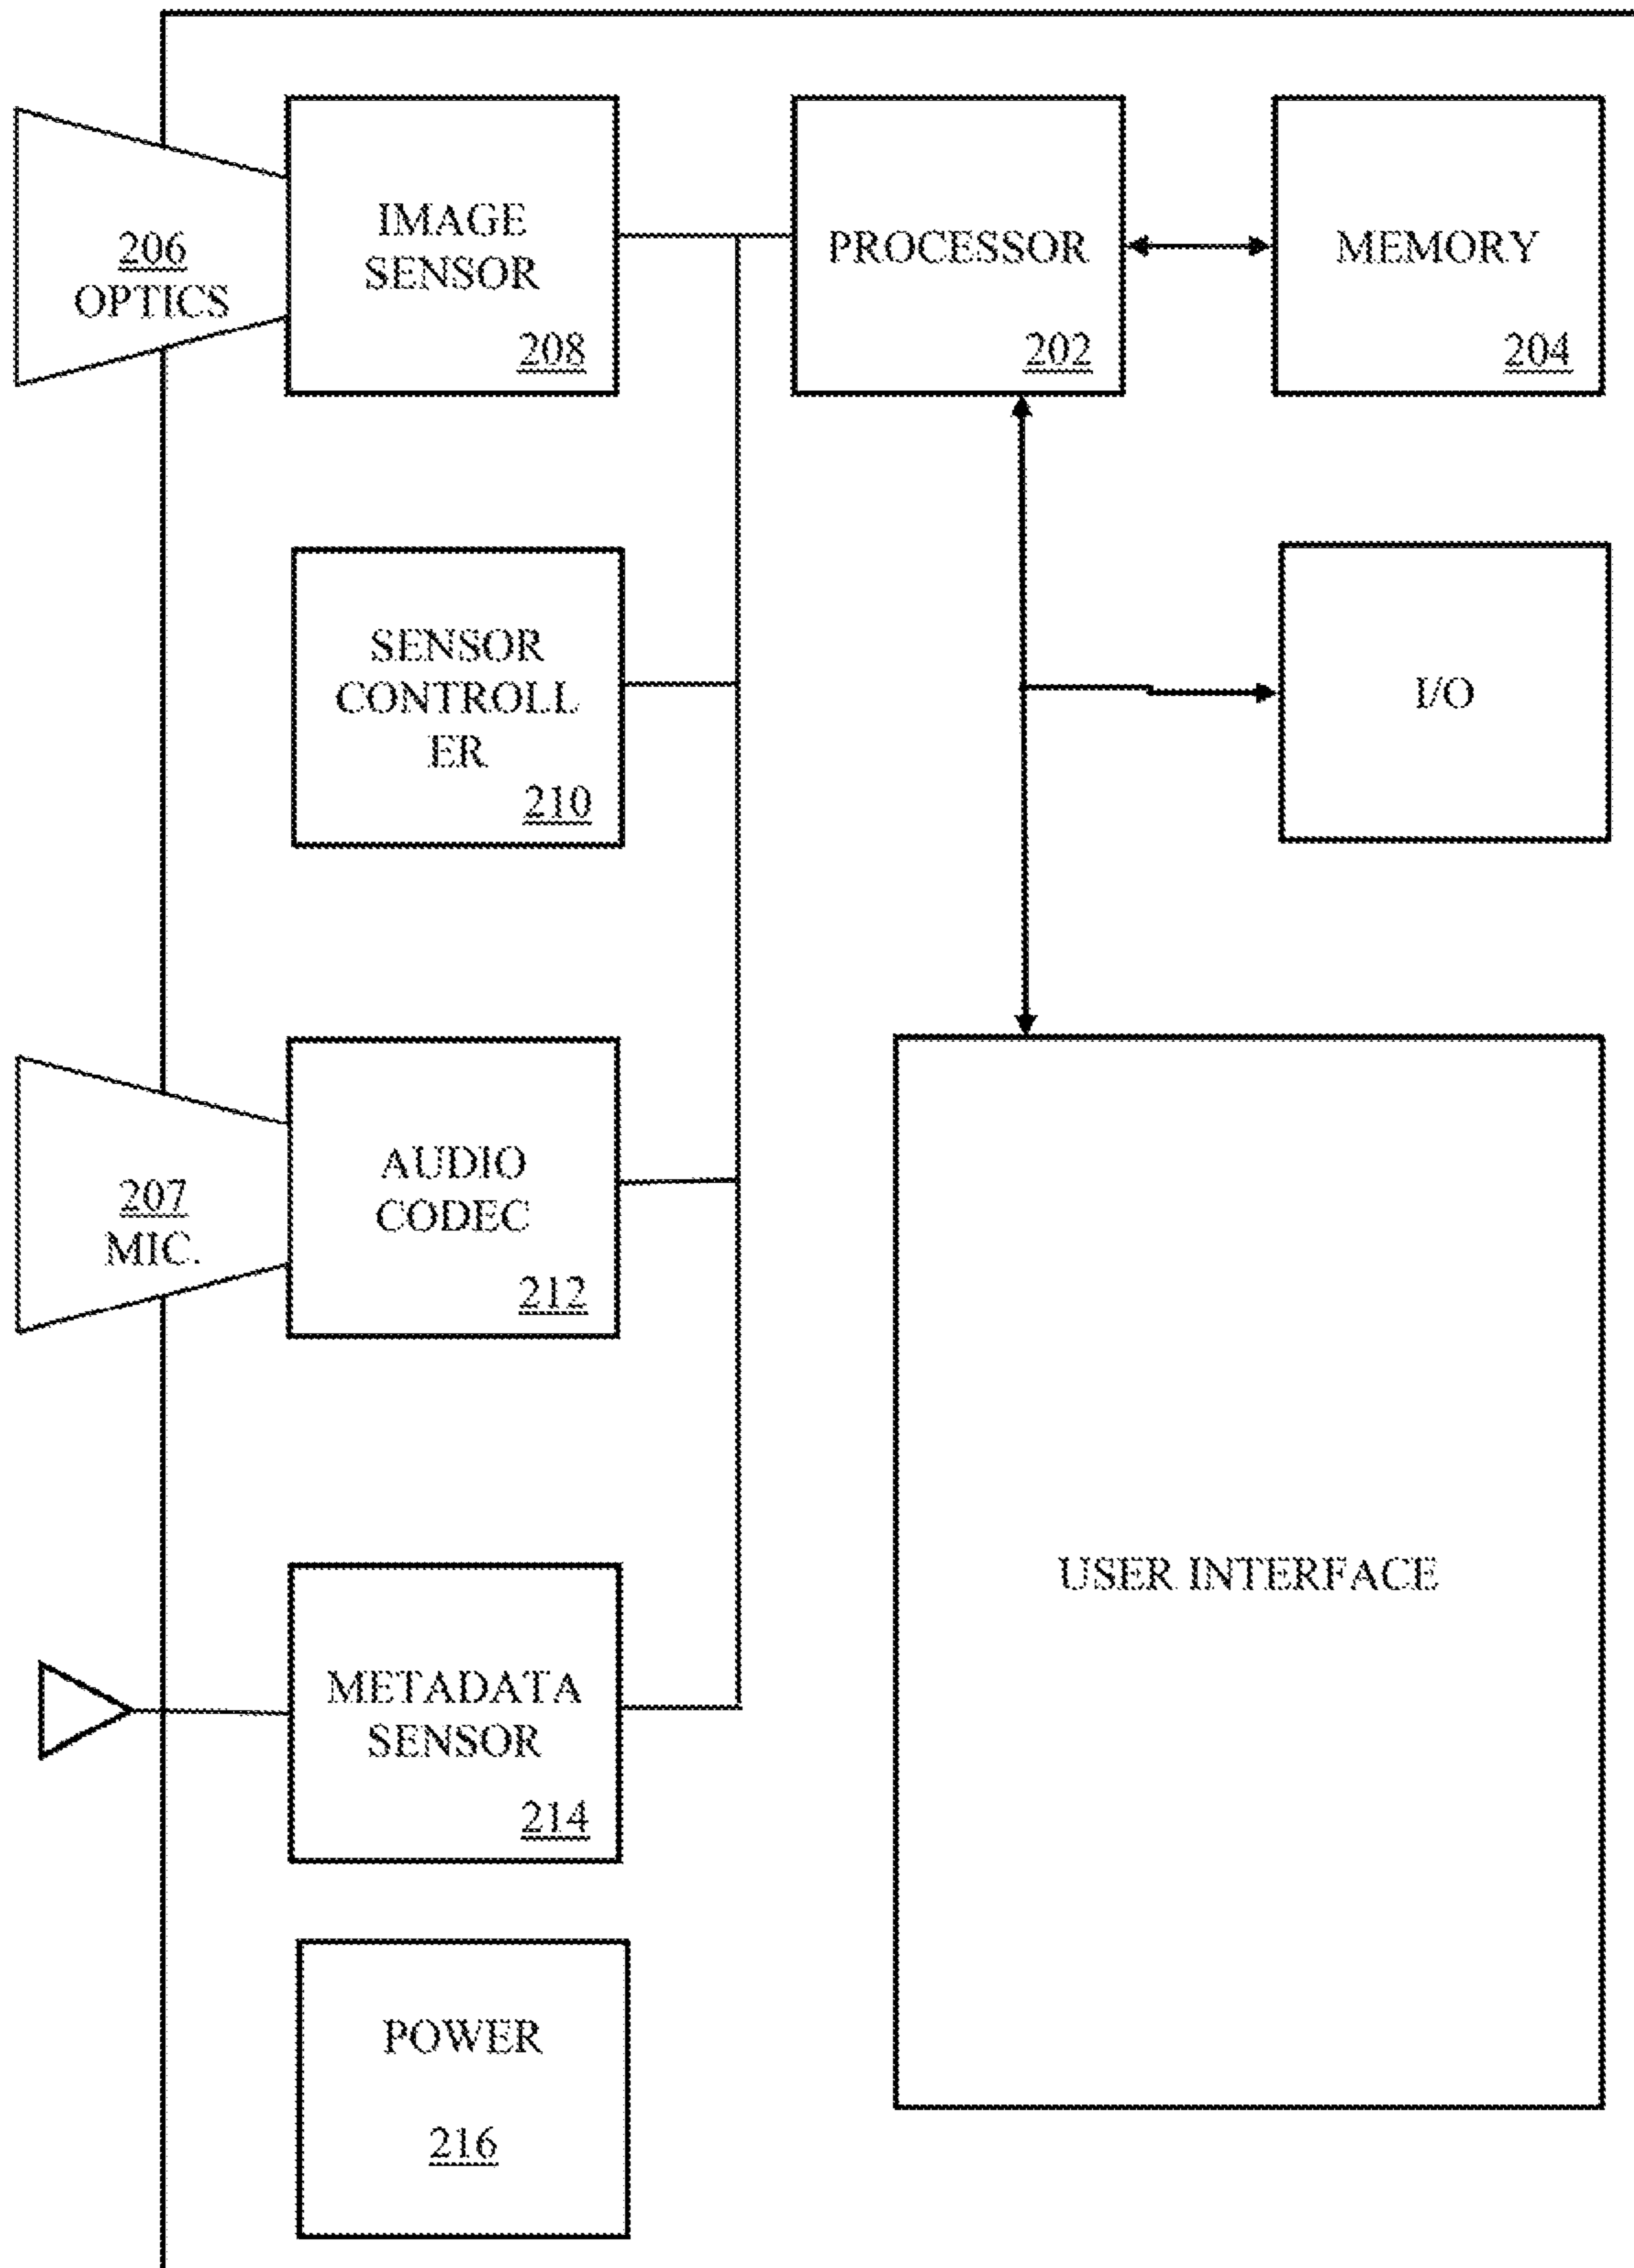 206
OPTICS
IMAGE
SENSOR
208
PROCESSOR
202
MEMORY
204
SENSOR
CONTROLL
ER
210
I/O
207
MIC.
AUDIO
CODEC
212
USER INTERFACE
METADATA
SENSOR
214
POWER
216